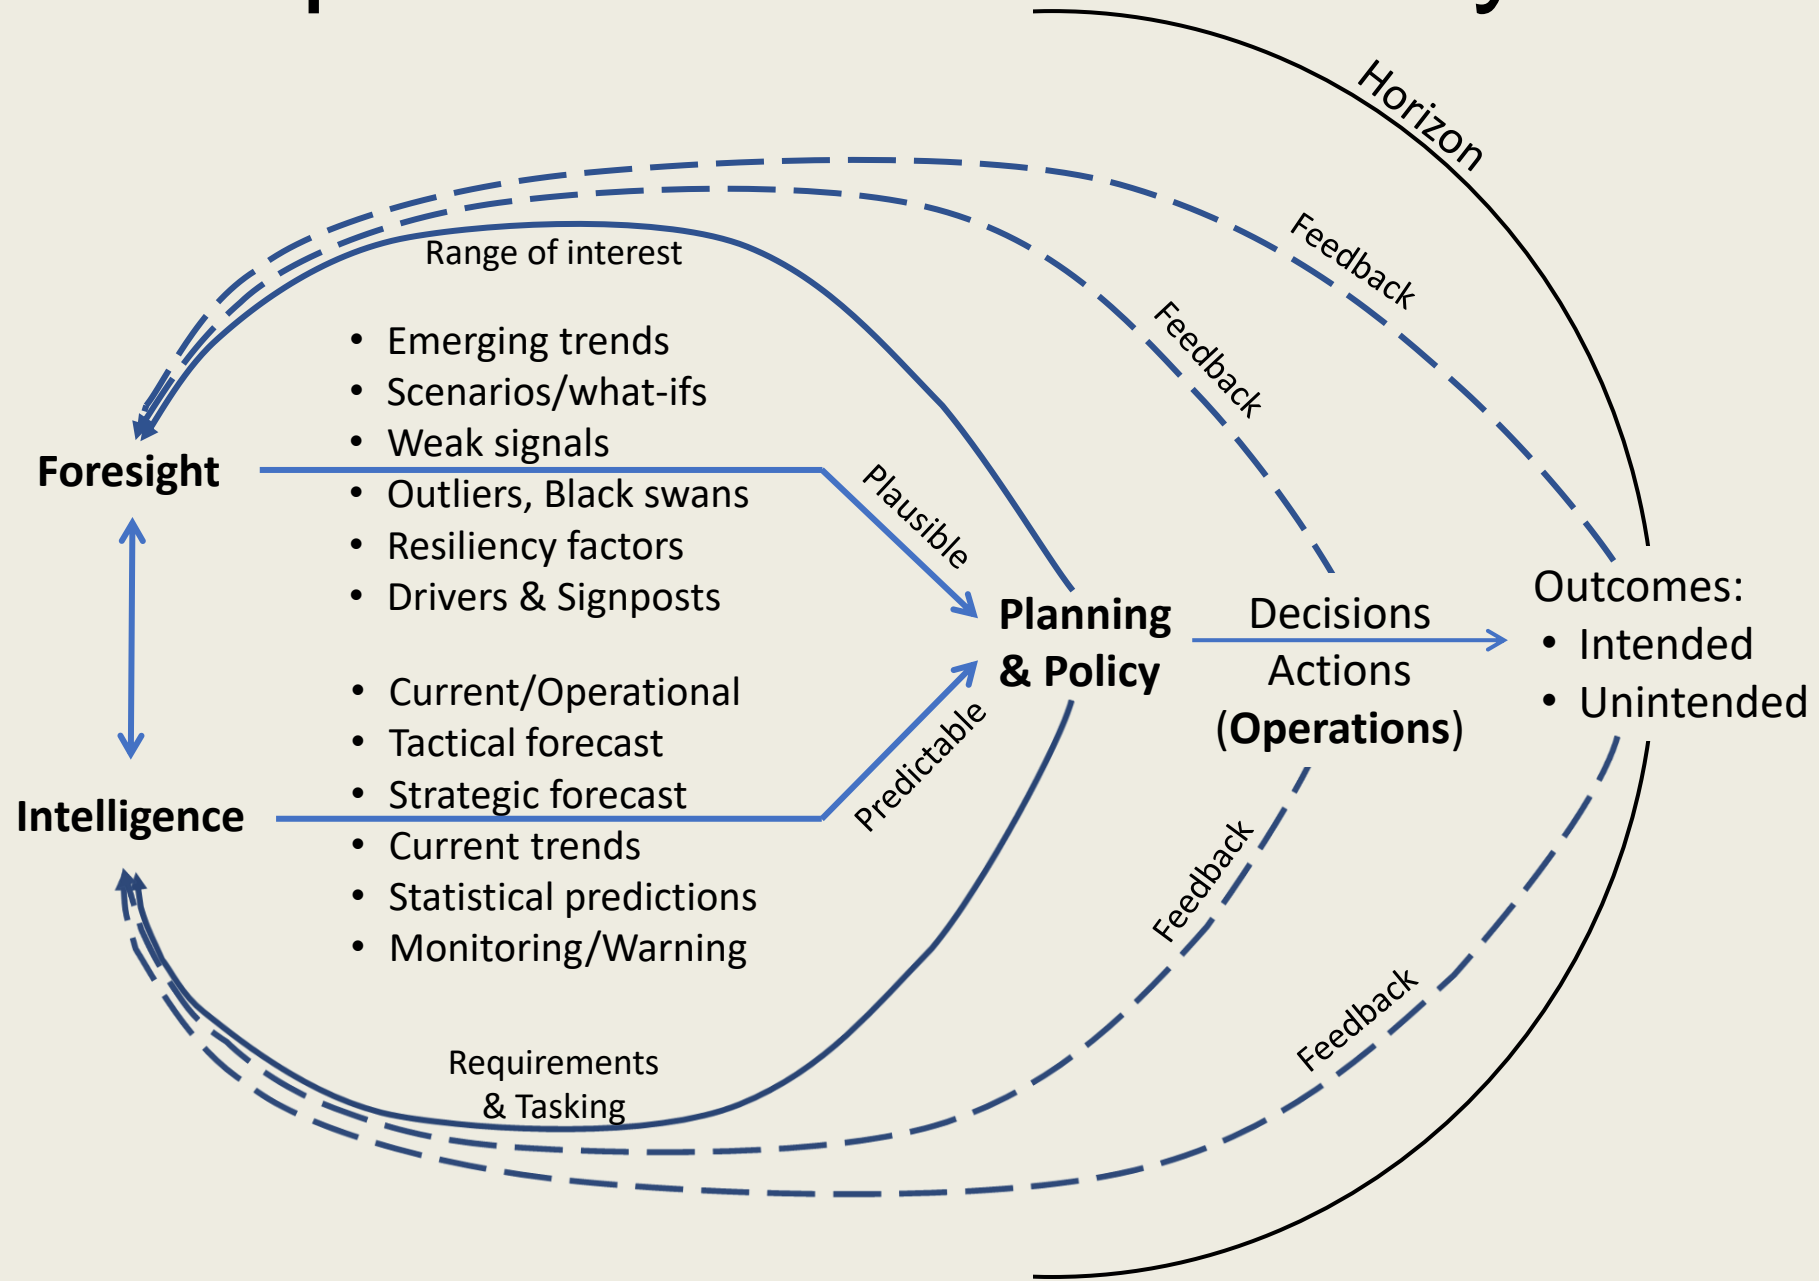 Horizon
Feedback
Feedback
Range of interest
• Emerging trends
• Scenarios/what-ifs
• Weak signals
Foresight
• Outliers, Black swans
• Resiliency factors
• Drivers & Signposts
Plausible
Planning
& Policy
Decisions
Actions
(Operations)
Outcomes:
• Intended
• Unintended
• Current/Operational
• Tactical forecast
• Strategic forecast
Intelligence
• Current trends
• Statistical predictions
• Monitoring/Warning
Predictable
Feedback
Feedback
Requirements
& Tasking